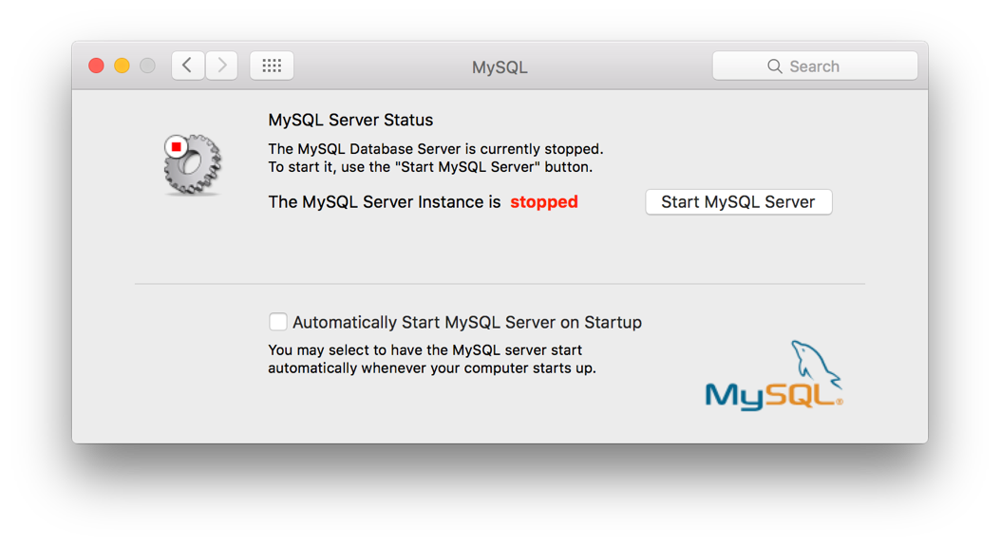 MySQL
Search
MySQL Server Status
The MySQL Database Server is currently stopped.
To start it, use the "Start MySQL Server" button.
The MySQL Server Instance is stopped
Start MySQL Server
Automatically Start MySQL Server on Startup
You may select to have the MySQL server start
automatically whenever your computer starts up.
MySQL®